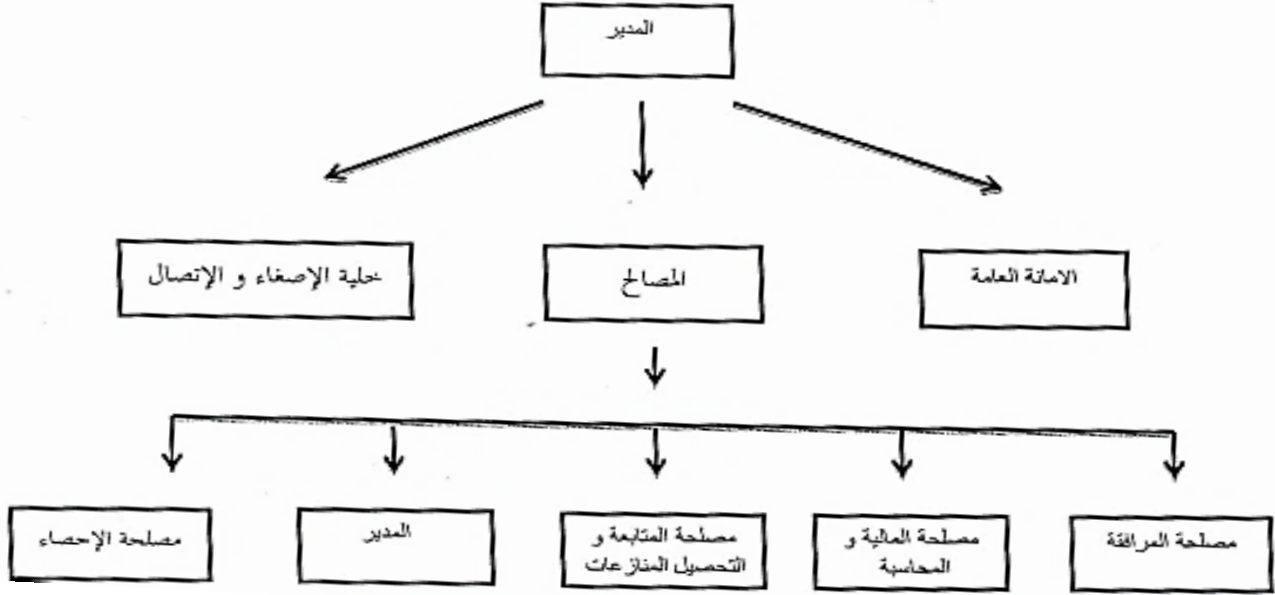 المدير
الامانة العامة
المصالح
خلية الإصغاء و الإتصال
مصلحة المرافقة
مصلحة المالية و
المحاسبة
مصلحة المتابعة و
التحصيل المنازعات
المدير
مصلحة الإحصاء